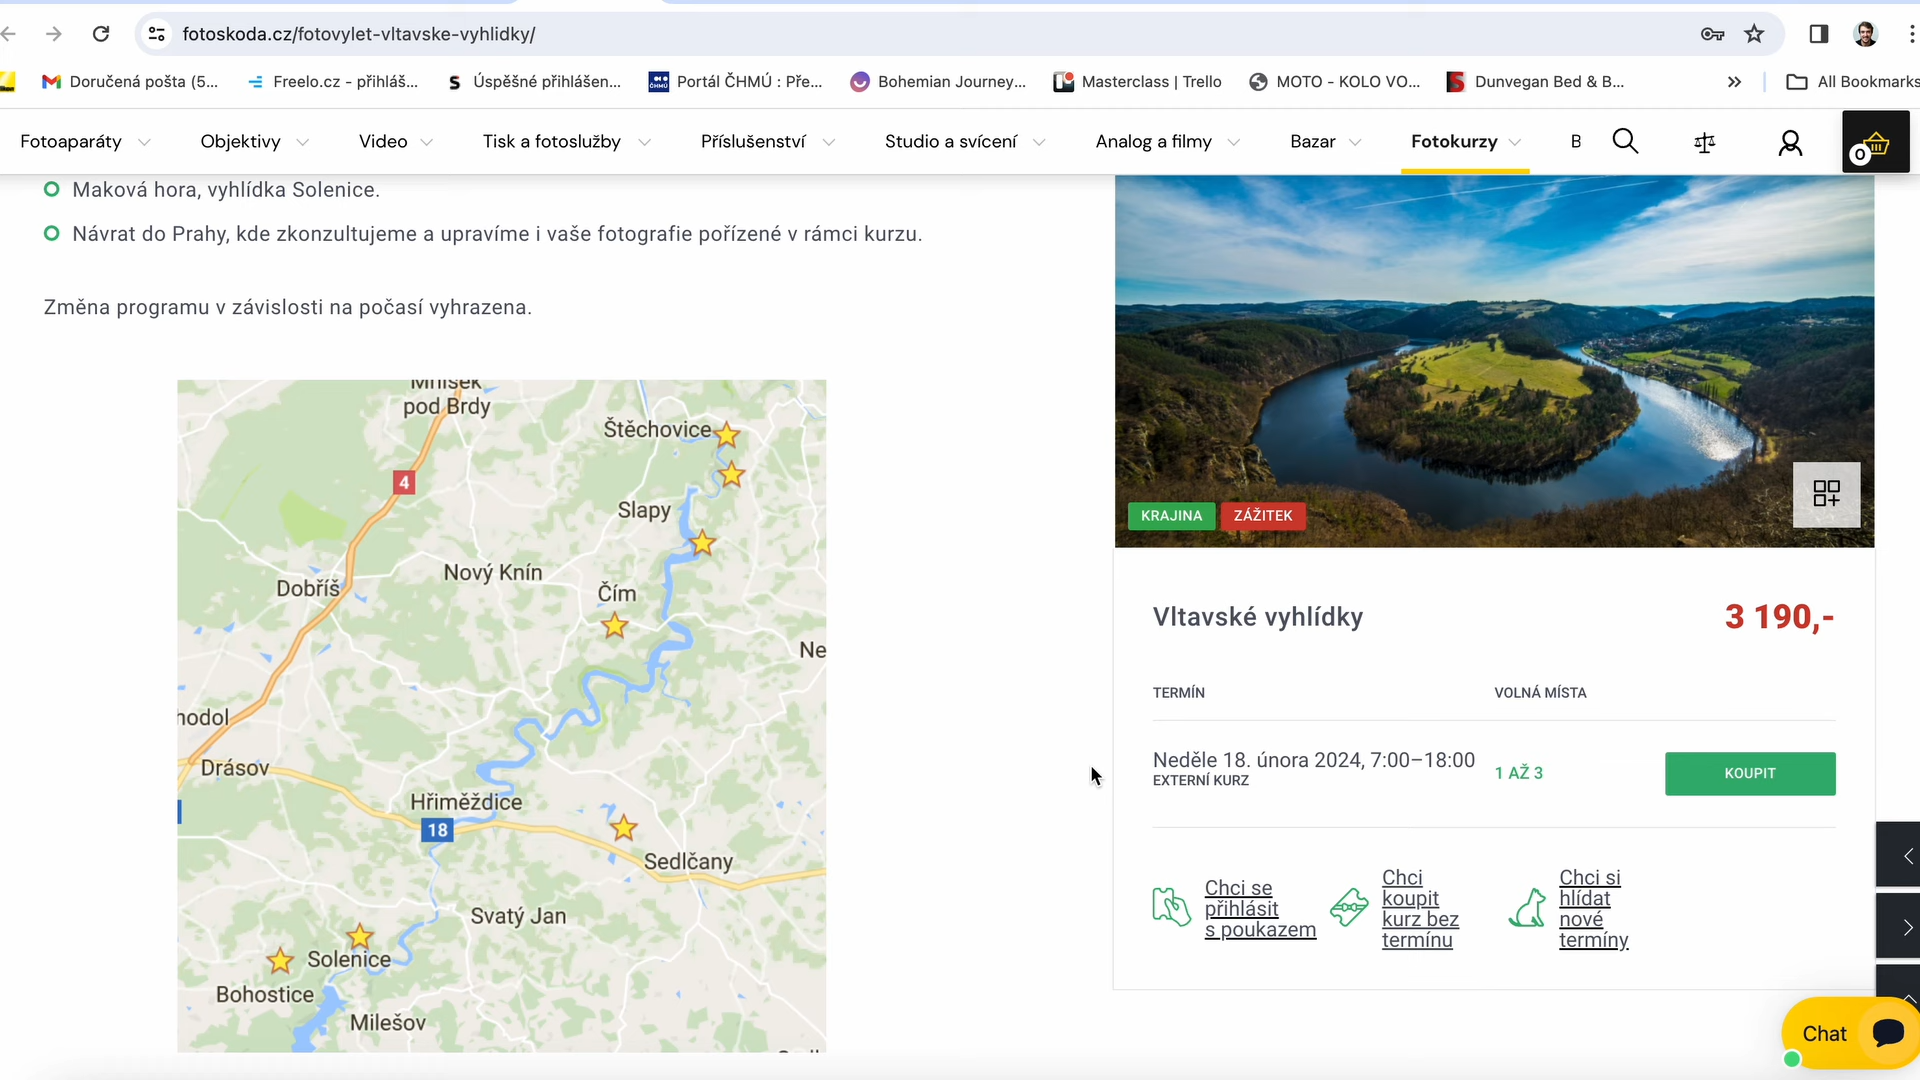 fotoskoda.cz/fotovylet-vltavske-vyhlidky/
Doručená pošta (5...
Freelo.cz - přihláš...
Úspěšné přihlášen...
Portál ČHMÚ : Pře...
Bohemian Journey...
Masterclass | Trello
MOTO - KOLO VO...
Dunvegan Bed & B...
All Bookmarks
Fotoaparáty
Objektivy
Video
Tisk a fotoslužby
Příslušenství
Studio a svícení
Analog a filmy
Bazar
Fotokurzy
B
0
Maková hora, vyhlídka Solenice.
Návrat do Prahy, kde zkonzultujeme a upravíme i vaše fotografie pořízené v rámci kurzu.
Změna programu v závislosti na počasí vyhrazena.
Mníšek
pod Brdy
Štěchovice
4
Slapy
Nový Knín
Dobříš
Čím
Ne
hodol
Drásov
Hřiměždice
18
Sedlčany
Svatý Jan
Solenice
Bohostice
Milešov
KRAJINA
ZÁŽITEK
Vltavské vyhlídky
3 190,-
TERMÍN
VOLNÁ MÍSTA
Neděle 18. února 2024, 7:00–18:00
EXTERNÍ KURZ
1 AŽ 3
KOUPIT
Chci se
přihlásit
s poukazem
Chci
koupit
kurz bez
termínu
Chci si
hlídat
nové
termíny
Chat